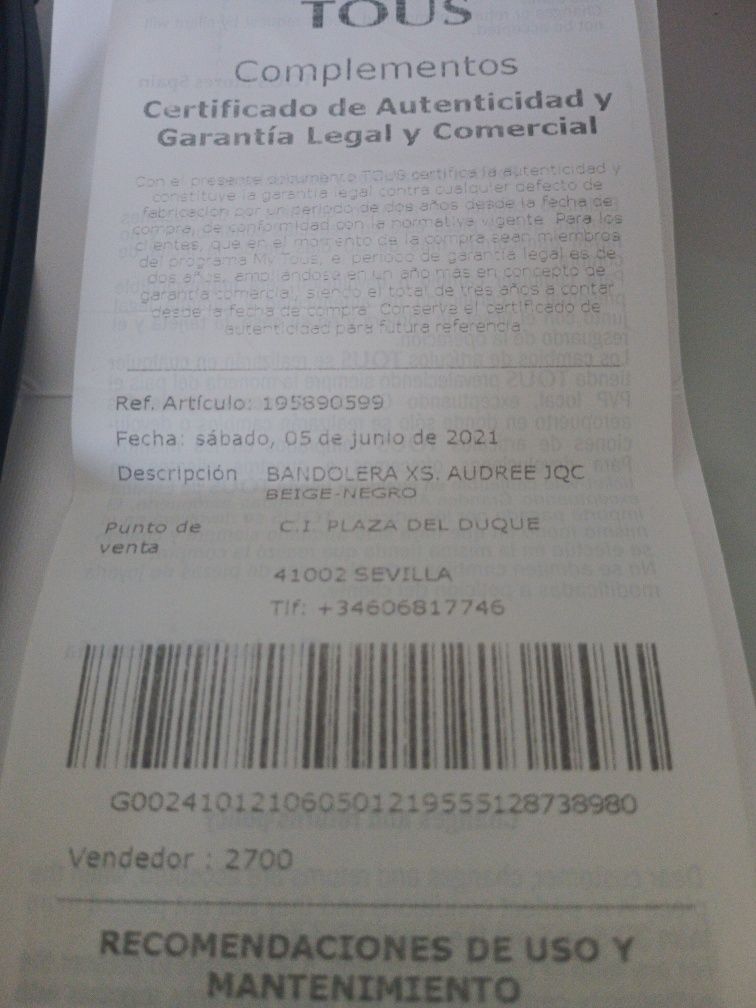 TOUS
Complementos
Certificado de Autenticidad y
Garantía Legal y Comercial
Con el presente documento TOUS certifica la autenticidad y
constituye la garantía legal contra cualquier defecto de
fabricación por un periodo de dos años desde la fecha de
compra, de conformidad con la normativa vigente. Para los
clientes, que en el momento de la compra sean miembros
del programa My Tous, el periodo de garantía legal es de
dos años, ampliándose en un año más en concepto de
garantía comercial, siendo el total de tres años a contar
desde la fecha de compra. Conserve el certificado de
autenticidad para futura referencia.
Ref. Artículo: 195890599
Fecha: sábado, 05 de junio de 2021
Descripción BANDOLERA XS. AUDREE JQC
BEIGE-NEGRO
Punto de venta C.I. PLAZA DEL DUQUE
41002 SEVILLA
Tlf: +34606817746
G002410121060501219555128738980
Vendedor : 2700
RECOMENDACIONES DE USO Y
MANTENIMIENTO